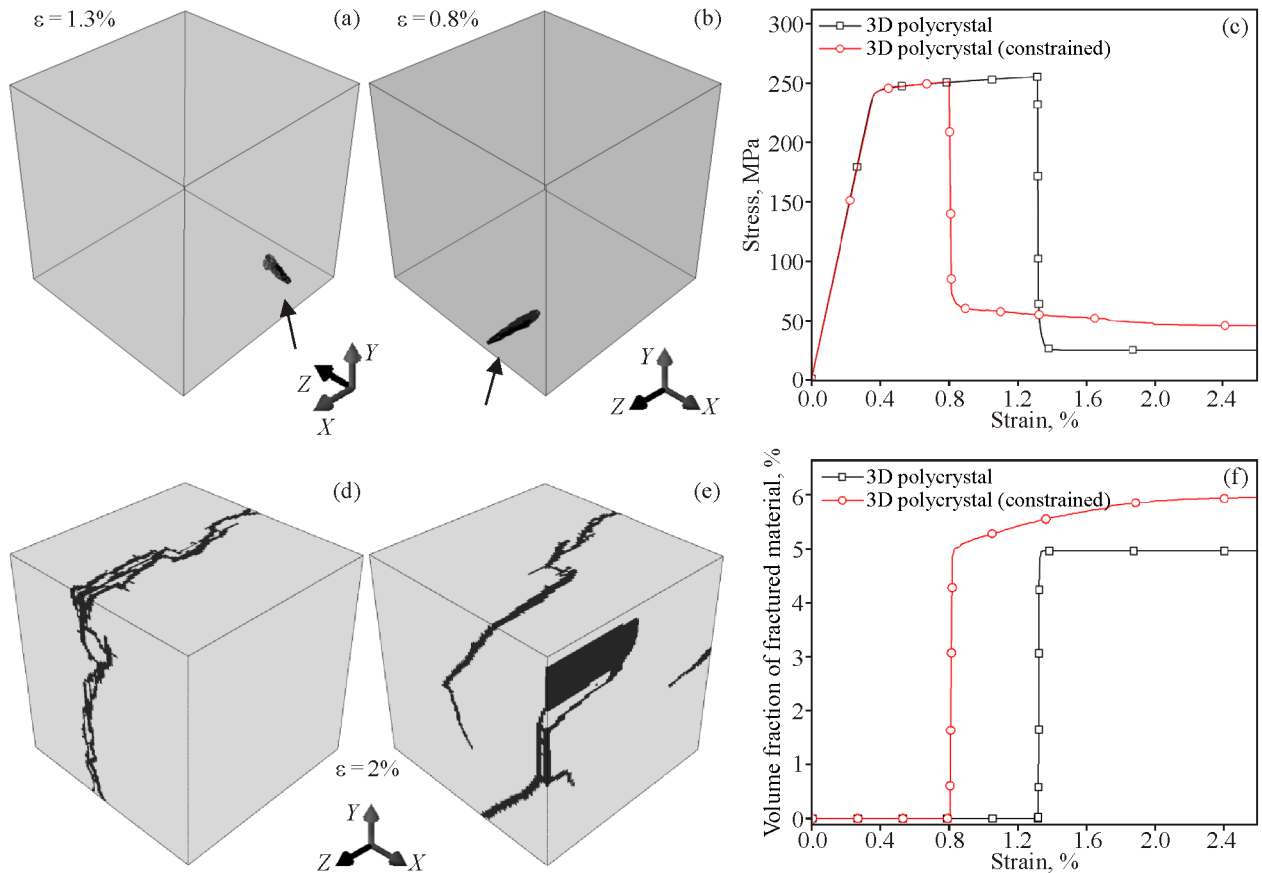 ε = 1.3%
(a)
Y
Z
X
ε = 0.8%
(b)
Y
Z
X
(c)
3D polycrystal
3D polycrystal (constrained)
Stress, MPa
300
250
200
150
100
50
0
0.0 0.4 0.8 1.2 1.6 2.0 2.4
Strain, %
(d)
(e)
ε = 2%
Y
Z
X
(f)
3D polycrystal
3D polycrystal (constrained)
Volume fraction of fractured material, %
6
5
4
3
2
1
0
0.0 0.4 0.8 1.2 1.6 2.0 2.4
Strain, %